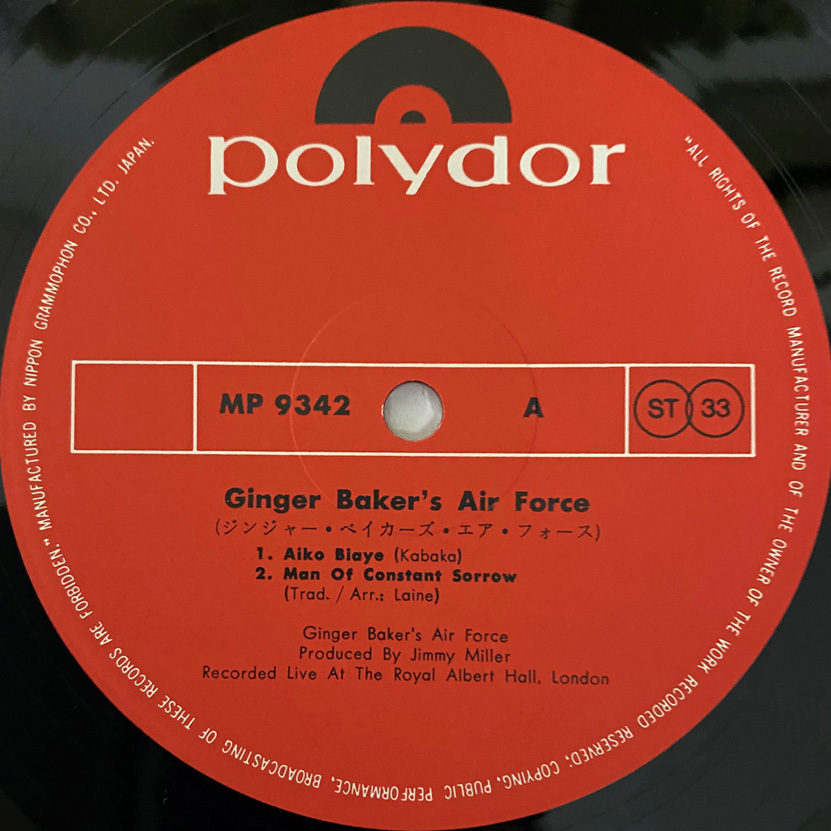 polydor
MP 9342
A
ST 33
Ginger Baker's Air Force
(ジンジャー・ベイカーズ・エア・フォース)
1. Aiko Biaye (Kabaka)
2. Man Of Constant Sorrow
(Trad. / Arr.: Laine)
Ginger Baker's Air Force
Produced By Jimmy Miller
Recorded Live At The Royal Albert Hall, London
"ALL RIGHTS OF THE RECORD MANUFACTURER AND OF THE OWNER OF THE WORK RECORDED RESERVED; COPYING, PUBLIC PERFORMANCE, BROADCASTING OF THESE RECORDS ARE FORBIDDEN." MANUFACTURED BY NIPPON GRAMMOPHON CO., LTD. JAPAN.